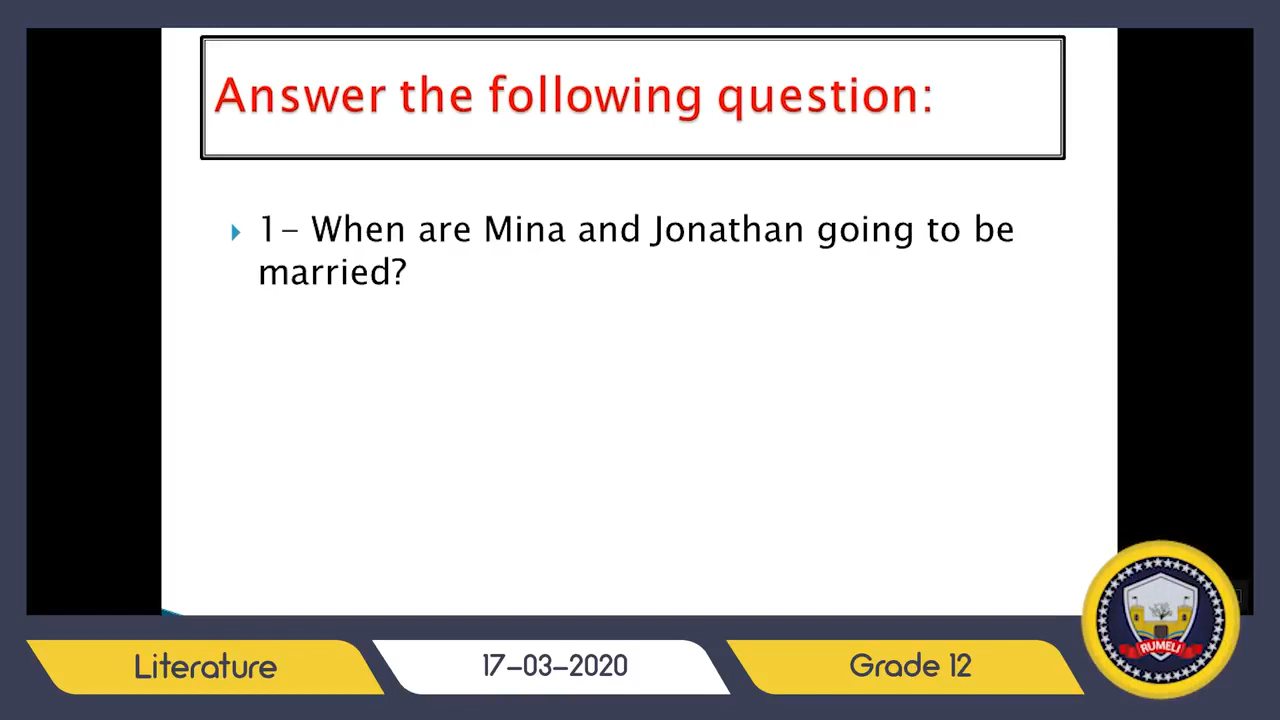 Answer the following question:
1- When are Mina and Jonathan going to be
married?
Literature
17-03-2020
Grade 12
RUMELI